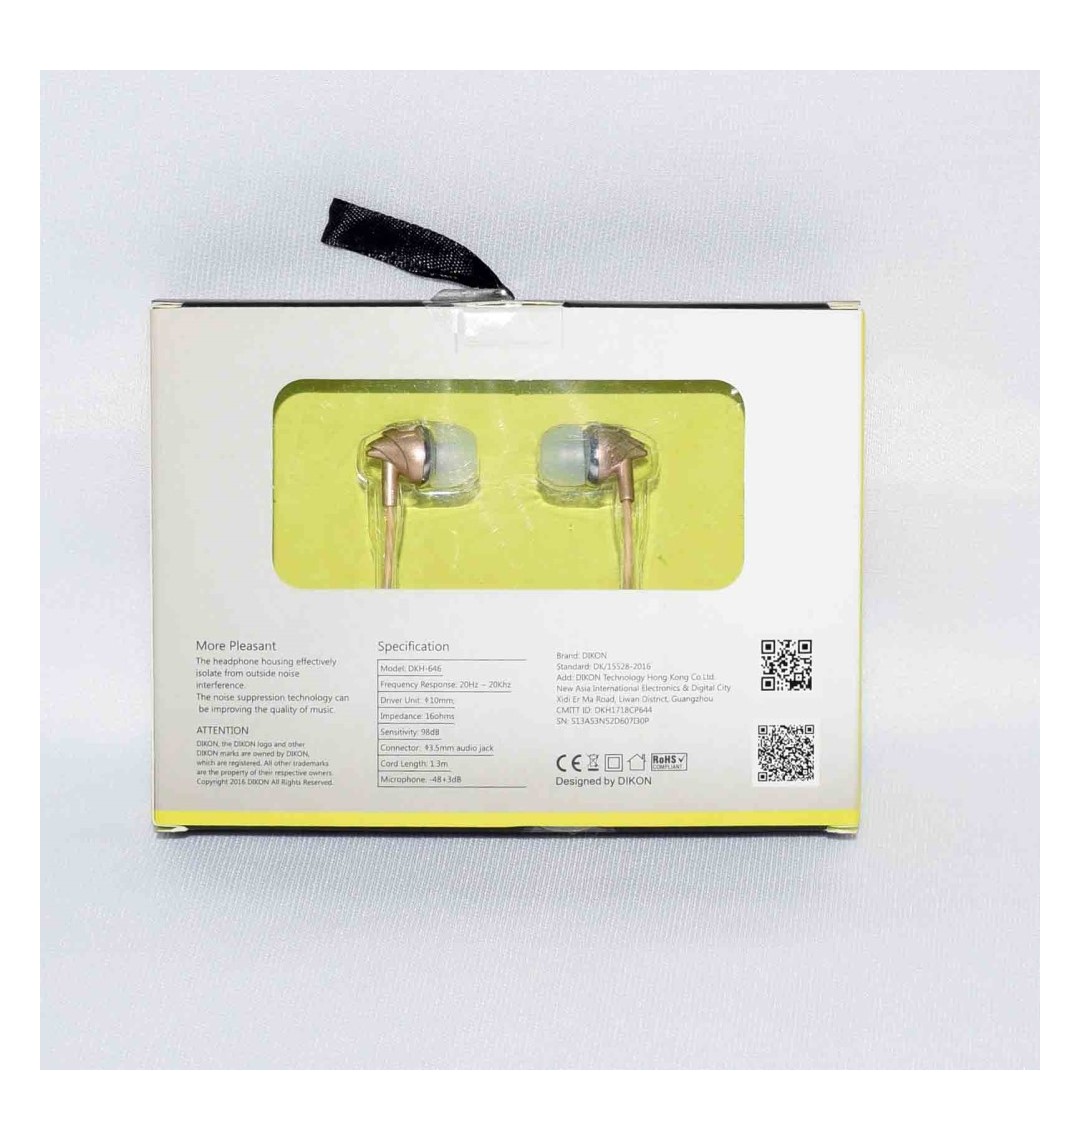 More Pleasant
The headphone housing effectively
isolate from outside noise
interference.
The noise suppression technology can
be improving the quality of music.
ATTENTION
DIKON, the DIKON logo and other
DIKON marks are owned by DIKON,
which are registered. All other trademarks
are the property of their respective owners.
Copyright 2016 DIKON All Rights Reserved.
Specification
Model: DKH-646
Frequency Response: 20Hz ~ 20Khz
Driver Unit: ϕ10mm;
Impedance: 16ohms
Sensitivity: 98dB
Connector: ϕ3.5mm audio jack
Cord Length: 1.3m
Microphone: -48+3dB
Brand: DIKON
Standard: DK/15528-2016
Add: DIKON Technology Hong Kong Co.Ltd.
New Asia International Electronics & Digital City
Xidi Er Ma Road, Liwan District, Guangzhou
CMITT ID: DKH1718CP644
SN: S13A53N52D607I30P
CE RoHS
COMPLIANT
Designed by DIKON